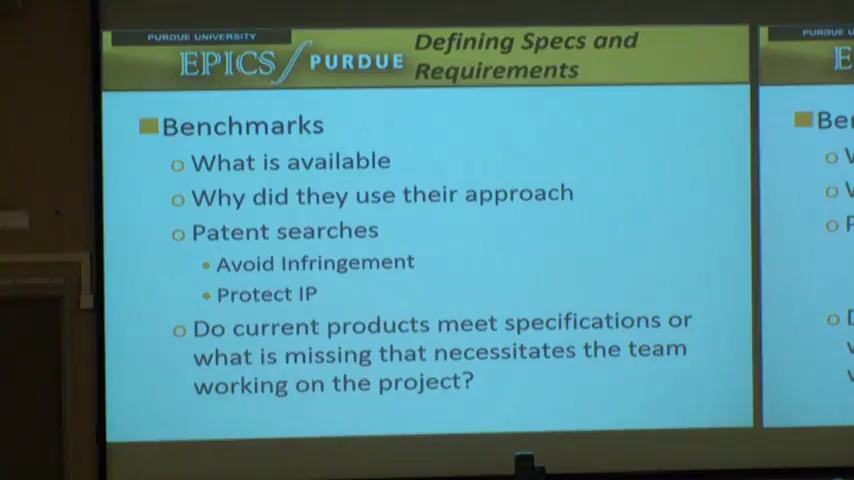 PURDUE UNIVERSITY
EPICS PURDUE
Defining Specs and
Requirements
Benchmarks
What is available
Why did they use their approach
Patent searches
Avoid Infringement
Protect IP
Do current products meet specifications or
what is missing that necessitates the team
working on the project?
PURDUE U
E
Ben